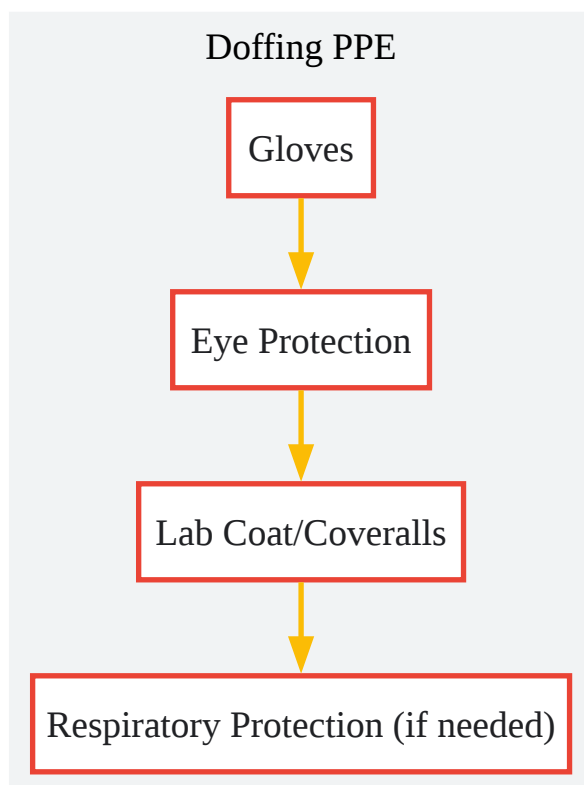 Doffing PPE
Gloves
Eye Protection
Lab Coat/Coveralls
Respiratory Protection (if needed)